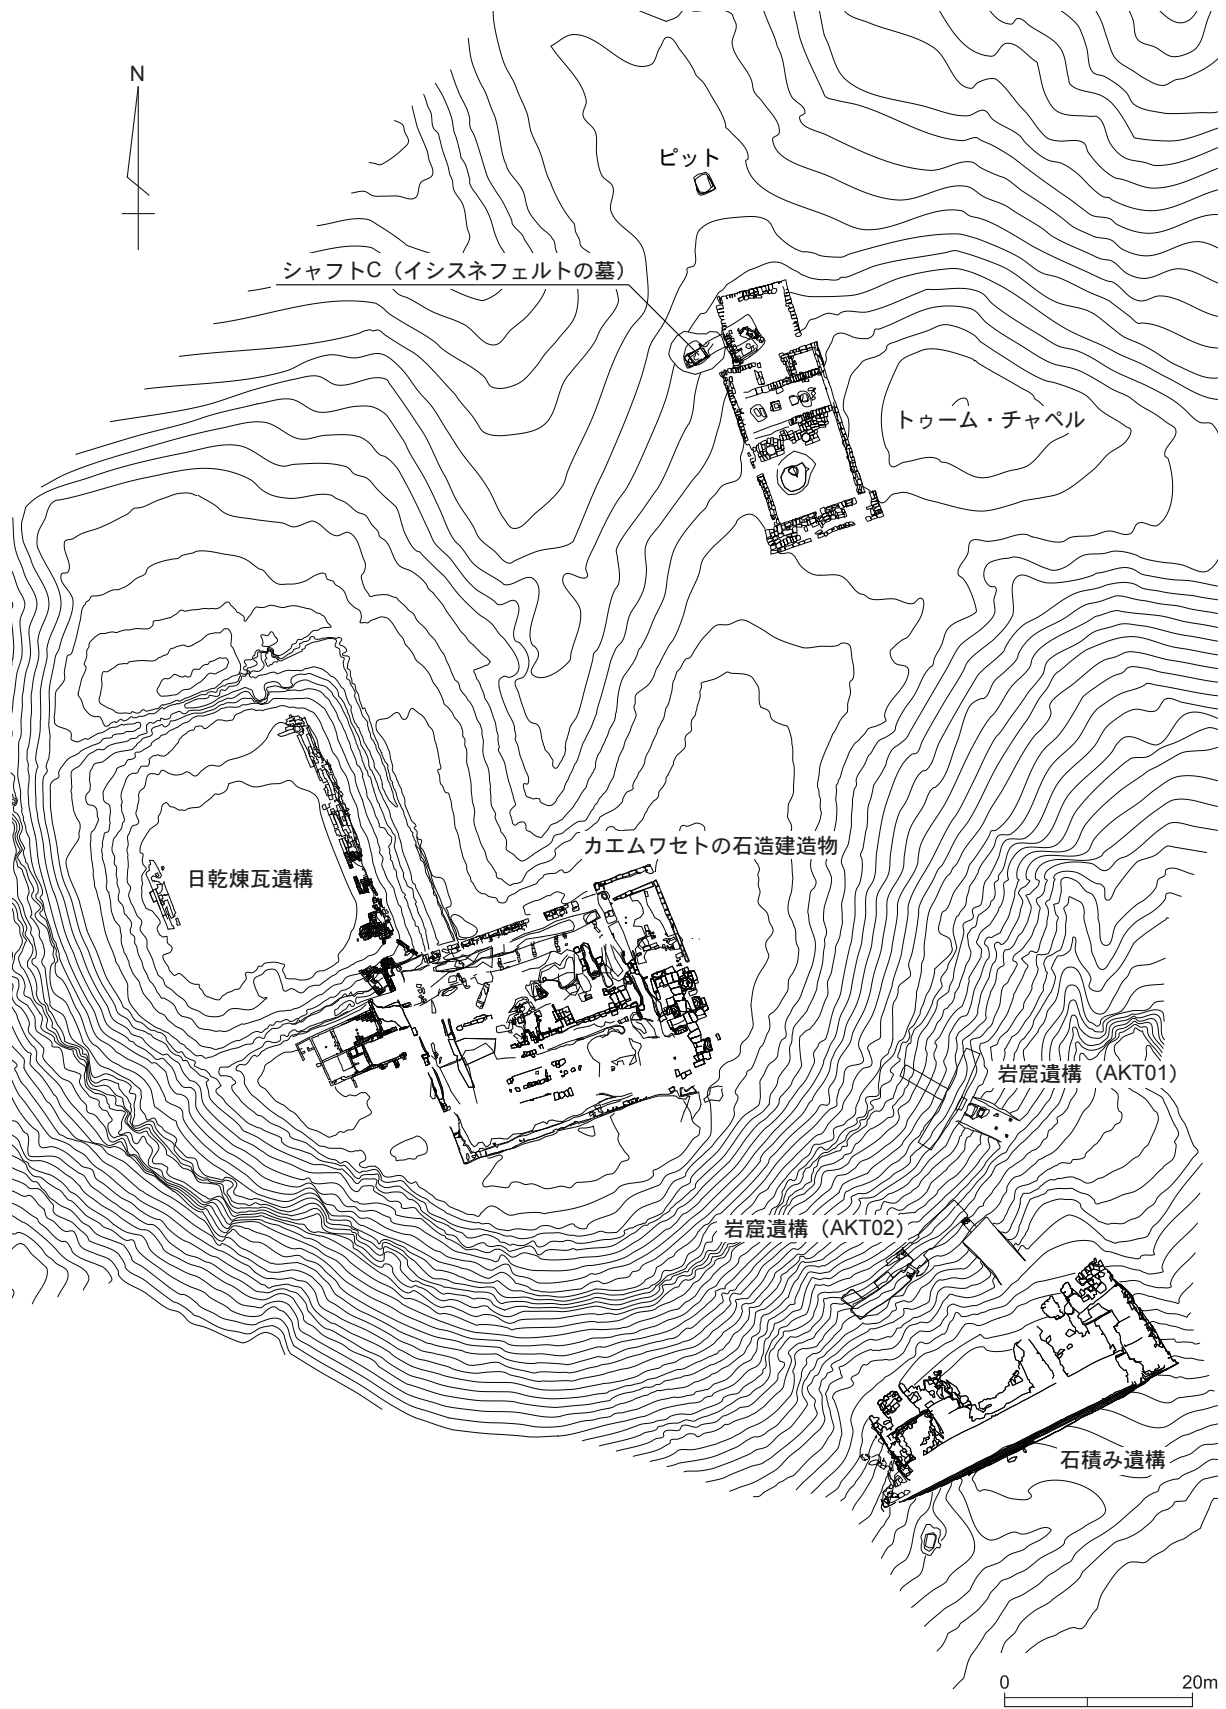 N
ピット
シャフトC（イシスネフェルトの墓）
トゥーム・チャペル
カエムワセトの石造建造物
日乾煉瓦遺構
岩窟遺構（AKT01）
岩窟遺構（AKT02）
石積み遺構
0 20m